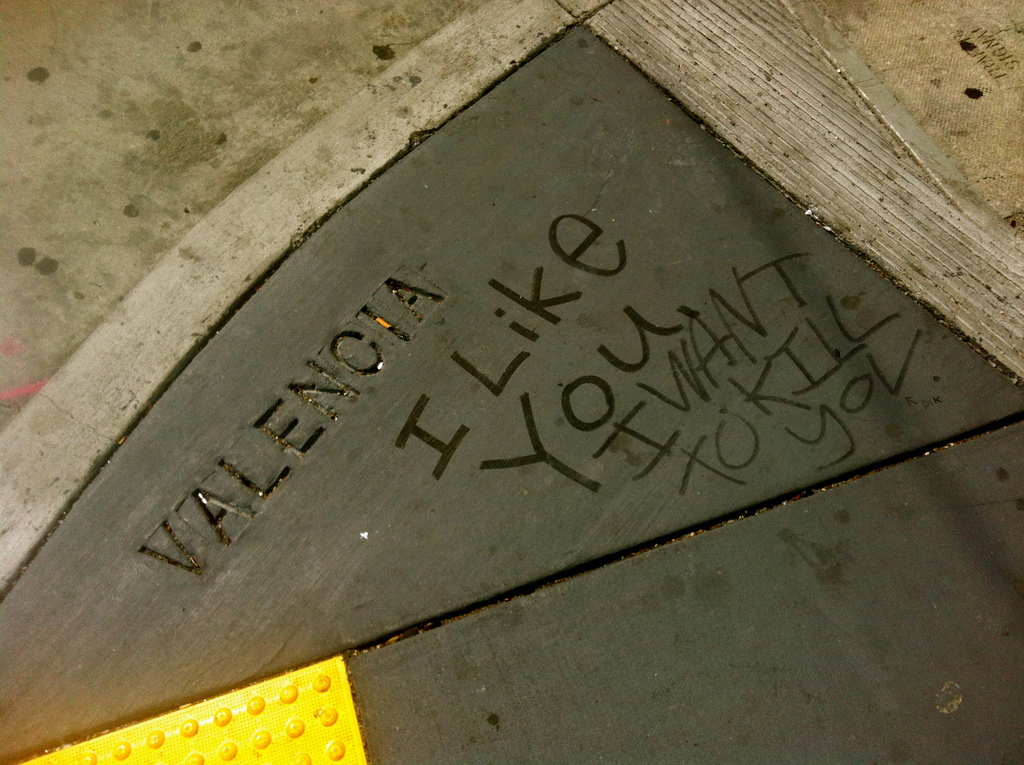 VALENCIA
I Like
You.
I WANT
TO KILL
YOU